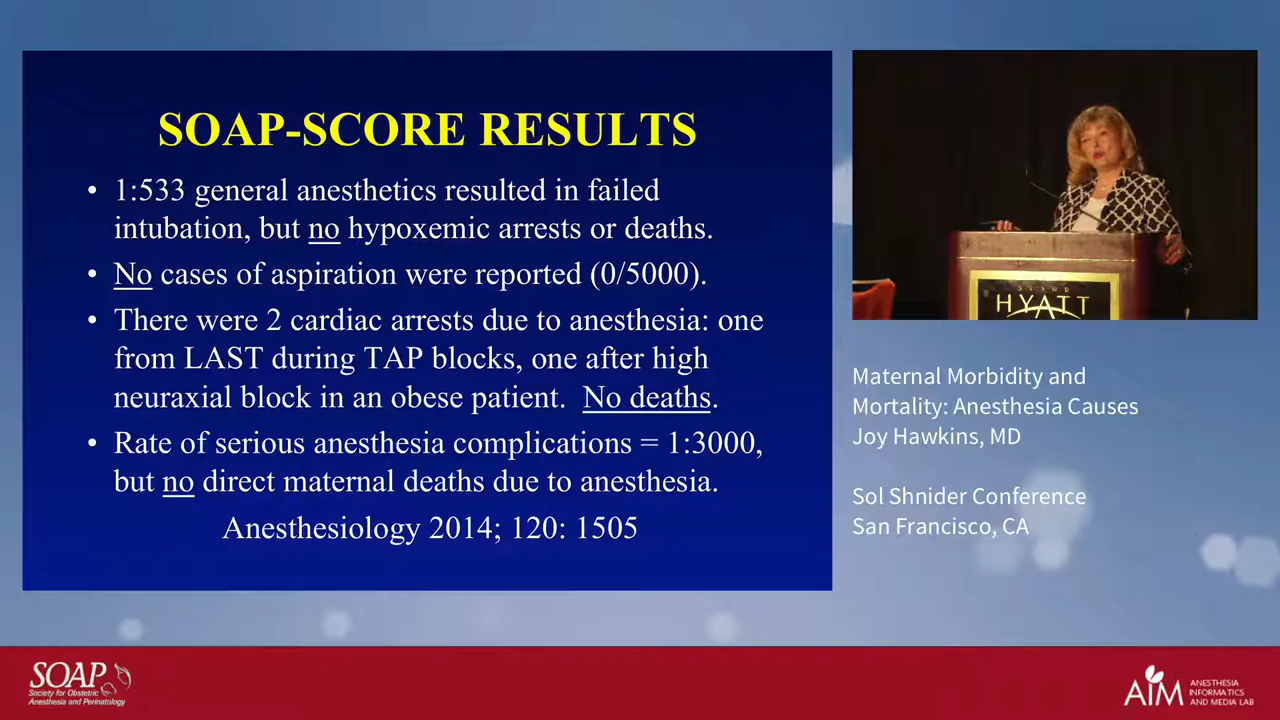 SOAP-SCORE RESULTS
• 1:533 general anesthetics resulted in failed
intubation, but no hypoxemic arrests or deaths.
• No cases of aspiration were reported (0/5000).
• There were 2 cardiac arrests due to anesthesia: one
from LAST during TAP blocks, one after high
neuraxial block in an obese patient. No deaths.
• Rate of serious anesthesia complications = 1:3000,
but no direct maternal deaths due to anesthesia.
Anesthesiology 2014; 120: 1505
GRAND
HYATT
Maternal Morbidity and
Mortality: Anesthesia Causes
Joy Hawkins, MD
Sol Shnider Conference
San Francisco, CA
SOAP
Society for Obstetric
Anesthesia and Perinatology
AIM
ANESTHESIA
INFORMATICS
AND MEDIA LAB